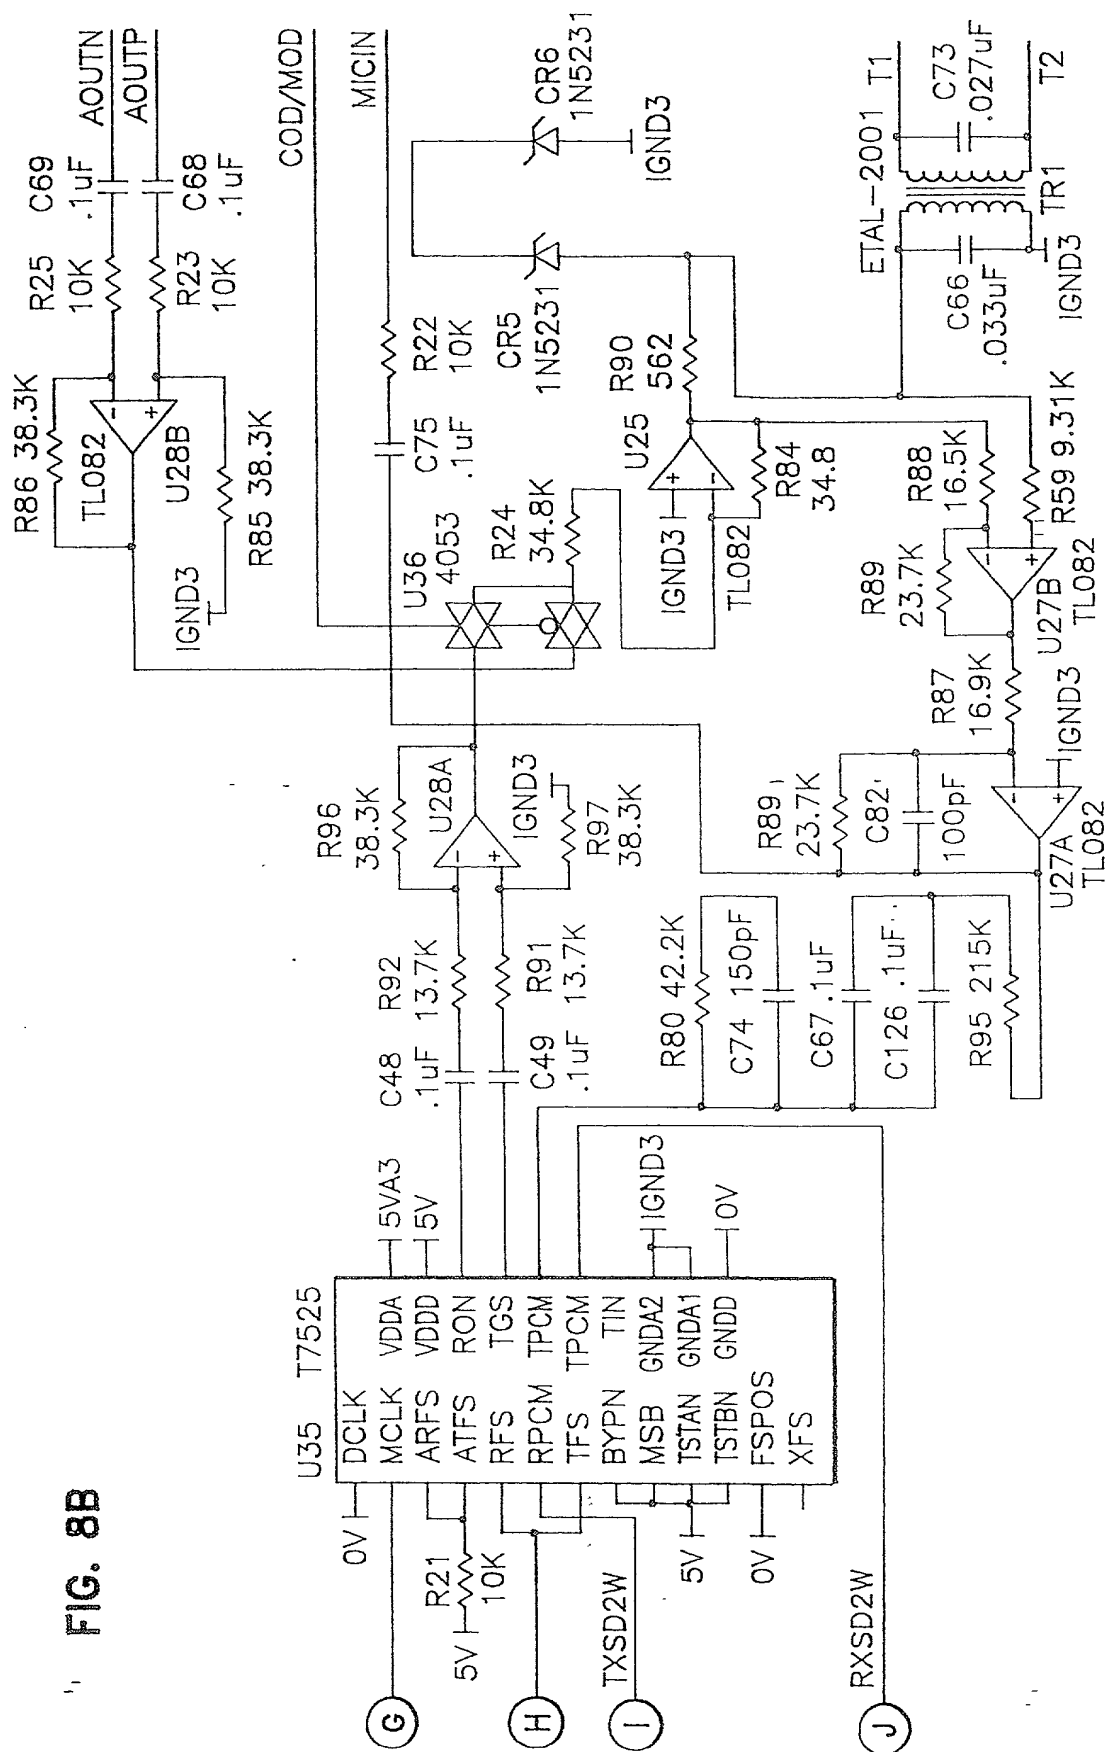 FIG. 8B
AOUTN
AOUTP
COD/MOD
MICIN
C69
.1uF
C68
.1uF
R25
10K
R23
10K
R86 38.3K
TL082
U28B
R85 38.3K
IGND3
CR6
1N5231
IGND3
CR5
1N5231
R22
10K
C75
.1uF
U36
4053
R24
34.8K
U25
R90
562
IGND3
TL082
R84
34.8
R88
16.5K
R59 9.31K
R89
23.7K
U27B
TL082
R87
16.9K
IGND3
R89
23.7K
C82
100pF
U27A
TL082
ETAL-2001
T1
C73
.027uF
T2
TR1
C66
.033uF
IGND3
R96
38.3K
U28A
IGND3
R97
38.3K
R92
13.7K
R91
13.7K
C48
.1uF
C49
.1uF
R80 42.2K
C74 150pF
C67 .1uF
C126 .1uF
R95 215K
U35 T7525
DCLK
MCLK
ARFS
ATFS
RFS
RPCM
TFS
BYPN
MSB
TSTAN
TSTBN
FSPOS
XFS
VDDA
VDDD
RON
TGS
TPCM
TPCM
TIN
GNDA2
GNDA1
GNDD
5VA3
5V
IGND3
0V
0V
R21
10K
5V
5V
0V
TXSD2W
RXSD2W
G
H
I
J